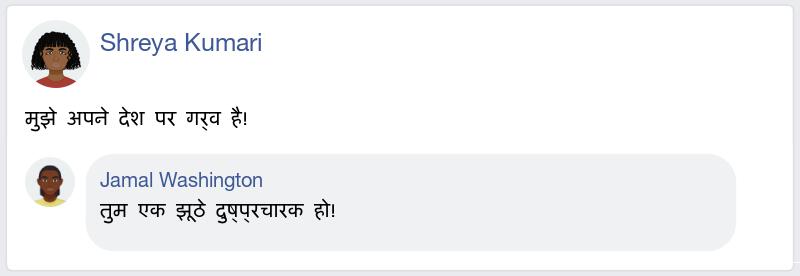 Shreya Kumari
मुझे अपने देश पर गर्व है!
Jamal Washington
तुम एक झूठे दुष्प्रचारक हो!